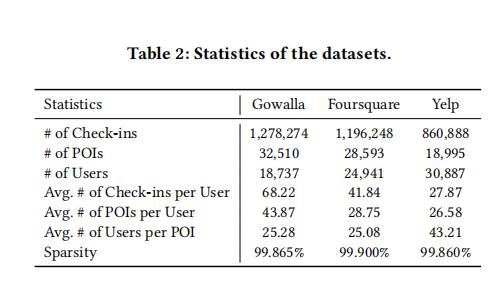 Table 2: Statistics of the datasets.
Statistics Gowalla Foursquare Yelp
# of Check-ins 1,278,274 1,196,248 860,888
# of POIs 32,510 28,593 18,995
# of Users 18,737 24,941 30,887
Avg. # of Check-ins per User 68.22 41.84 27.87
Avg. # of POIs per User 43.87 28.75 26.58
Avg. # of Users per POI 25.28 25.08 43.21
Sparsity 99.865% 99.900% 99.860%